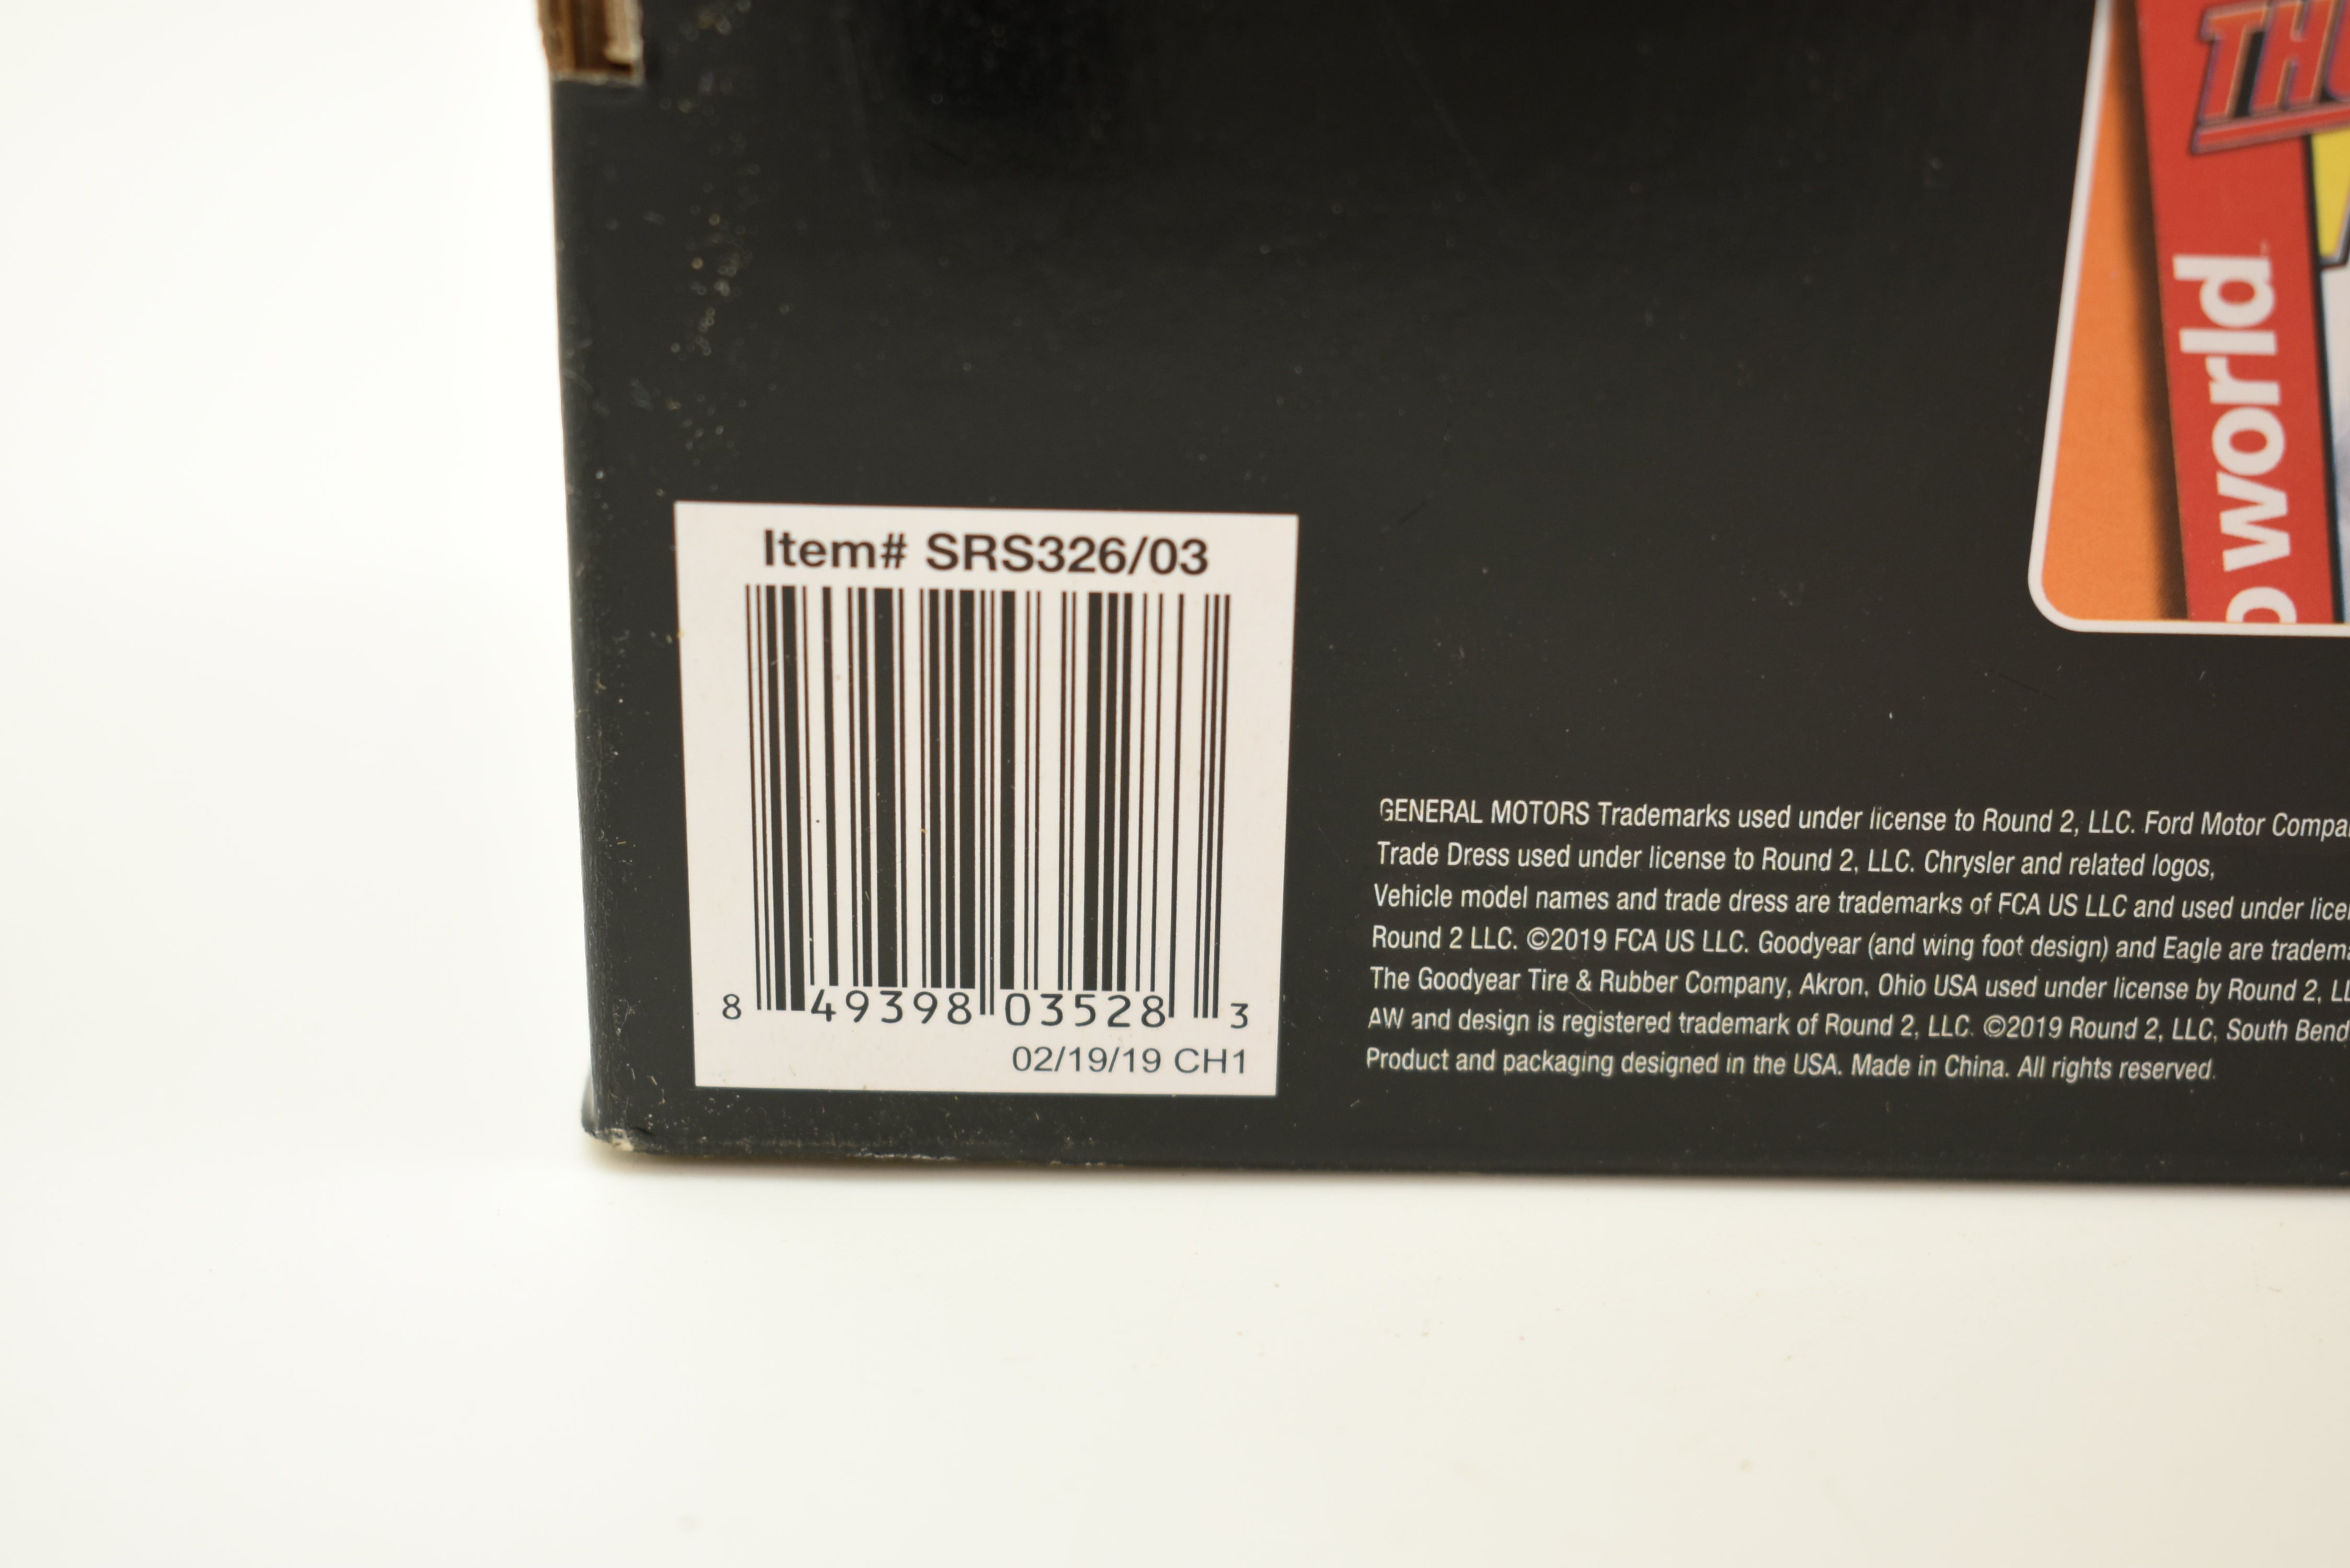 THU
world
Item# SRS326/03
8 49398 03528 3
02/19/19 CH1
GENERAL MOTORS Trademarks used under license to Round 2, LLC. Ford Motor Compa
Trade Dress used under license to Round 2, LLC. Chrysler and related logos,
Vehicle model names and trade dress are trademarks of FCA US LLC and used under lice
Round 2 LLC. ©2019 FCA US LLC. Goodyear (and wing foot design) and Eagle are tradema
The Goodyear Tire & Rubber Company, Akron, Ohio USA used under license by Round 2, LL
AW and design is registered trademark of Round 2, LLC. ©2019 Round 2, LLC, South Bend
Product and packaging designed in the USA. Made in China. All rights reserved.